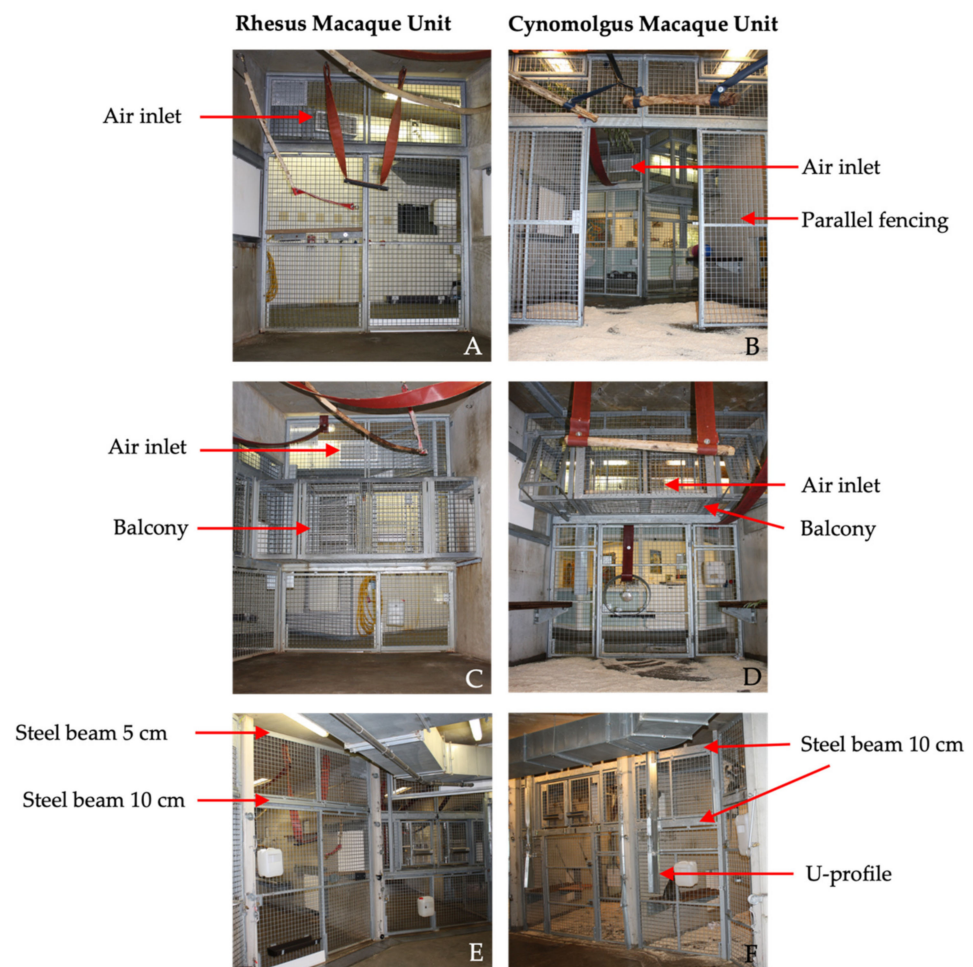 Rhesus Macaque Unit
Cynomolgus Macaque Unit
Air inlet
Air inlet
Parallel fencing
A
B
Air inlet
Balcony
Air inlet
Balcony
C
D
Steel beam 5 cm
Steel beam 10 cm
Steel beam 10 cm
U-profile
E
F